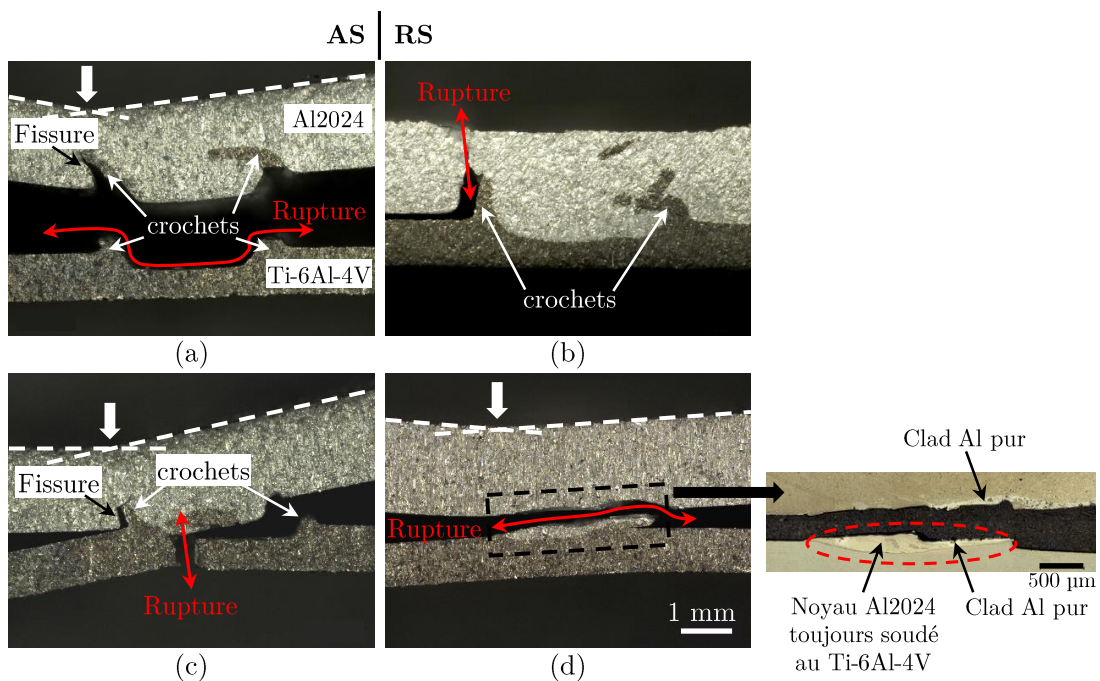 AS RS
Fissure
Al2024
crochets
Rupture
Ti-6Al-4V
(a)
Rupture
crochets
(b)
Fissure
crochets
Rupture
(c)
Rupture
1 mm
(d)
Clad Al pur
500 µm
Noyau Al2024
toujours soudé
au Ti-6Al-4V
Clad Al pur